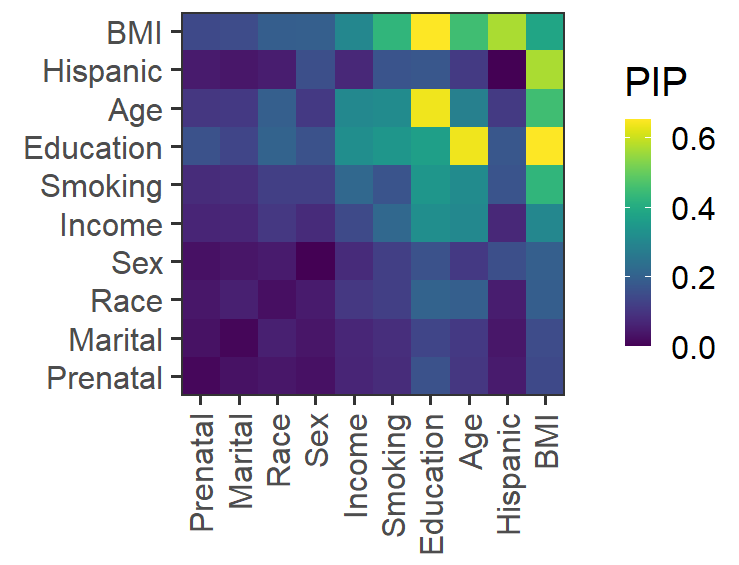 BMI
Hispanic
Age
Education
Smoking
Income
Sex
Race
Marital
Prenatal
Prenatal
Marital
Race
Sex
Income
Smoking
Education
Age
Hispanic
BMI
PIP
0.6
0.4
0.2
0.0